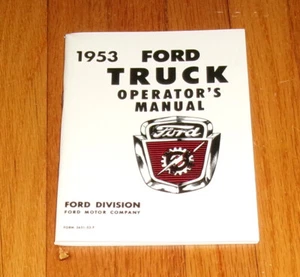 1953 FORD
TRUCK
OPERATOR'S
MANUAL
Ford
FORD DIVISION
FORD MOTOR COMPANY